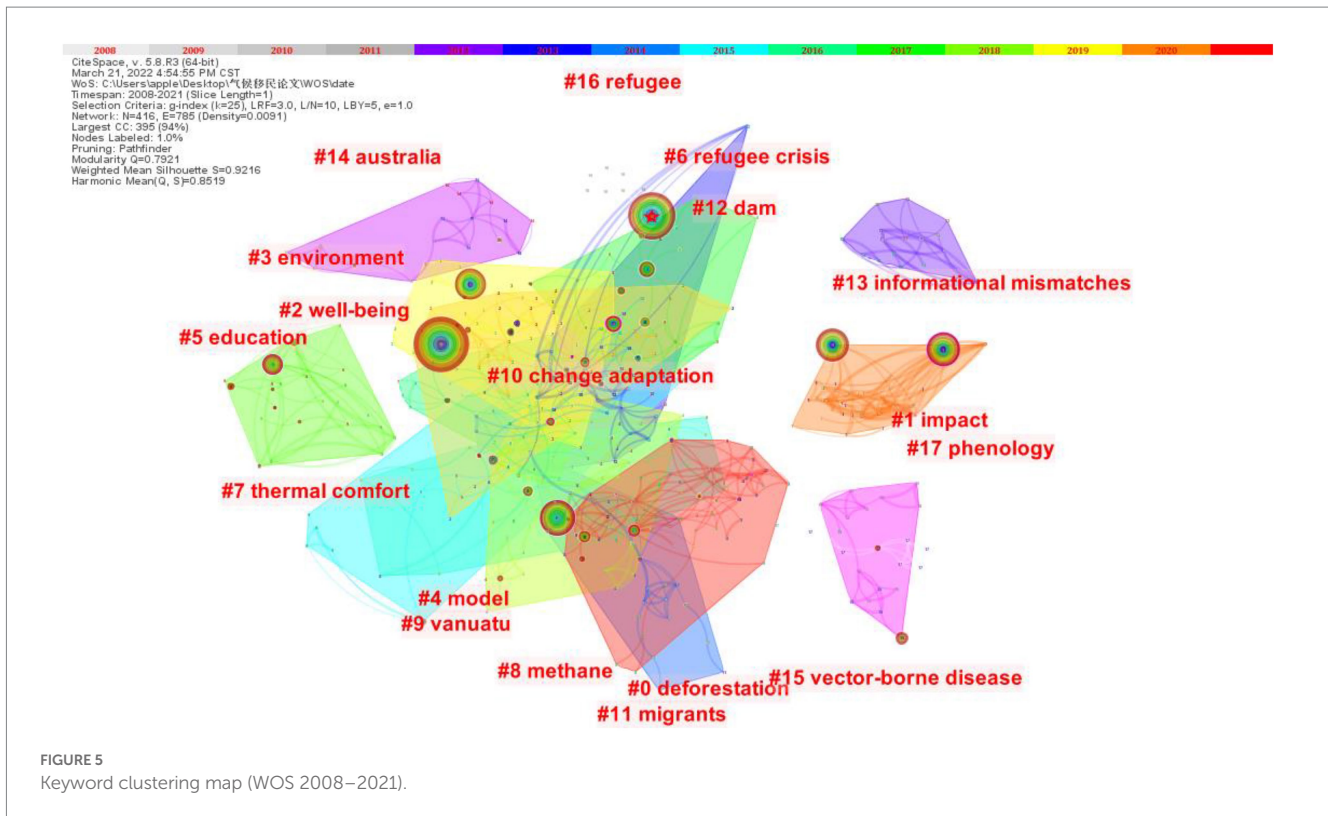 2008 2009 2010 2011 2012 2013 2014 2015 2016 2017 2018 2019 2020
CiteSpace, v. 5.8.R3 (64-bit)
March 21, 2022 4:54:55 PM CST
WoS: C:\Users\apple\Desktop\气候移民论文\WOS\date
Timespan: 2008-2021 (Slice Length=1)
Selection Criteria: g-index (k=25), LRF=3.0, L/N=10, LBY=5, e=1.0
Network: N=416, E=785 (Density=0.0091)
Largest CC: 395 (94%)
Nodes Labeled: 1.0%
Pruning: Pathfinder
Modularity Q=0.7921
Weighted Mean Silhouette S=0.9216
Harmonic Mean(Q, S)=0.8519
#16 refugee
#14 australia
#6 refugee crisis
#12 dam
#3 environment
#13 informational mismatches
#2 well-being
#5 education
#10 change adaptation
#1 impact
#17 phenology
#7 thermal comfort
#4 model
#9 vanuatu
#8 methane
#15 vector-borne disease
#0 deforestation
#11 migrants
FIGURE 5
Keyword clustering map (WOS 2008–2021).